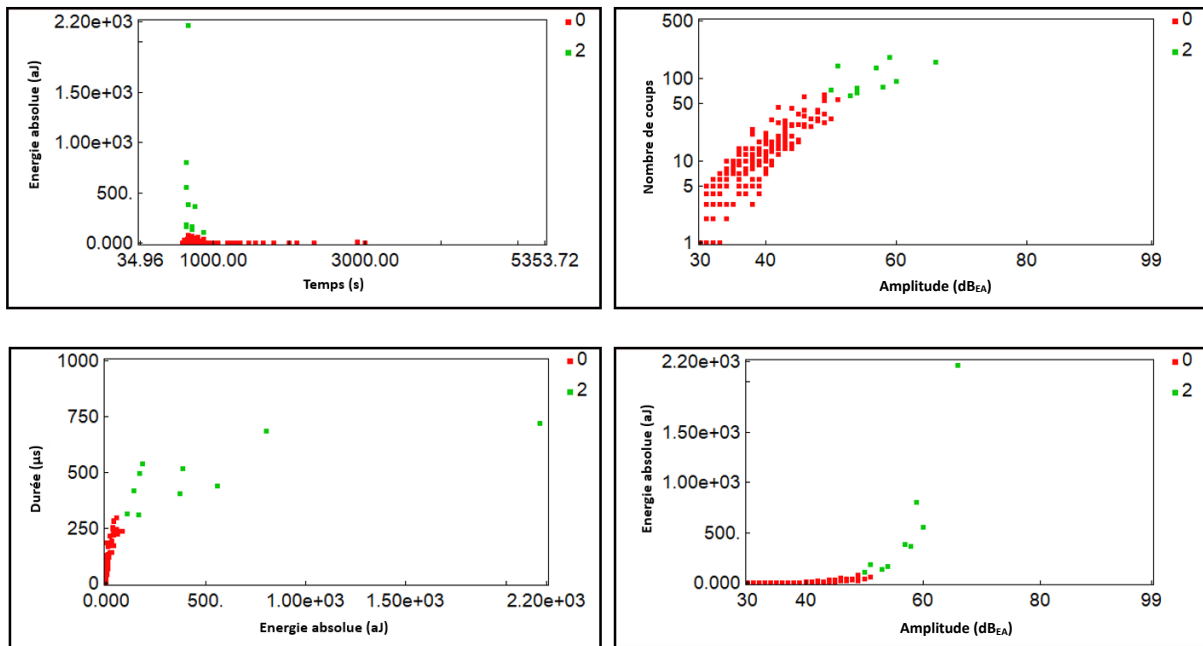 2.20e+03
1.50e+03
1.00e+03
500.
0.000
Energie absolue (aJ)
34.96
1000.00
3000.00
5353.72
Temps (s)
0
2
500
100
50
10
5
1
Nombre de coups
30
40
60
80
99
Amplitude (dBEA)
0
2
1000
750
500
250
0
Durée (µs)
0.000
500.
1.00e+03
1.50e+03
2.20e+03
Energie absolue (aJ)
0
2
2.20e+03
1.50e+03
1.00e+03
500.
0.000
Energie absolue (aJ)
30
40
60
80
99
Amplitude (dBEA)
0
2